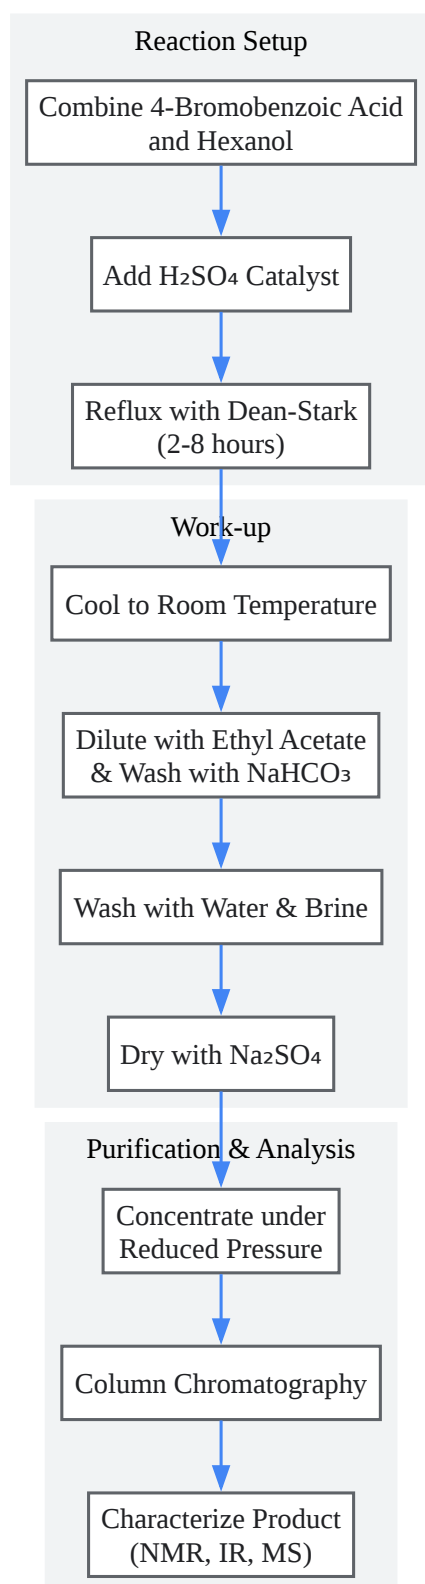 Reaction Setup
Combine 4-Bromobenzoic Acid
and Hexanol
Add H₂SO₄ Catalyst
Reflux with Dean-Stark
(2-8 hours)
Work-up
Cool to Room Temperature
Dilute with Ethyl Acetate
& Wash with NaHCO₃
Wash with Water & Brine
Dry with Na₂SO₄
Purification & Analysis
Concentrate under
Reduced Pressure
Column Chromatography
Characterize Product
(NMR, IR, MS)